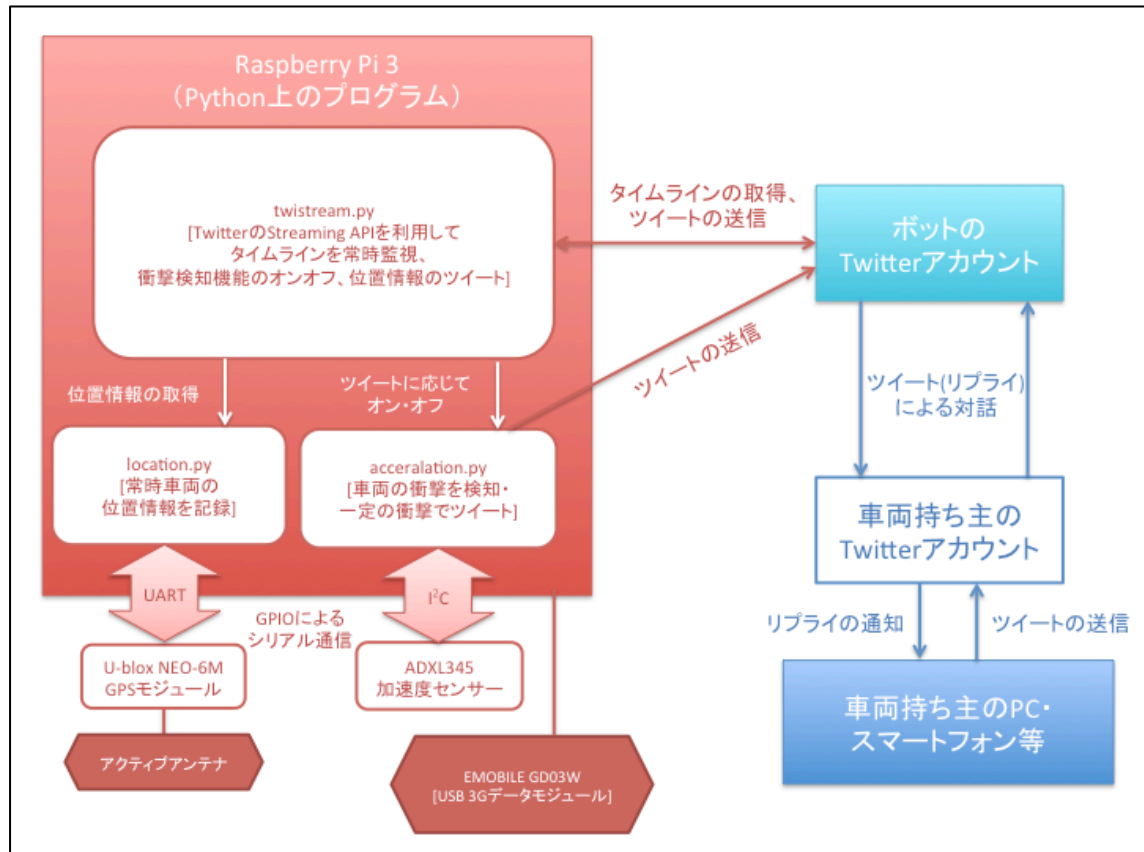 Raspberry Pi 3
（Python上のプログラム）
twistream.py
[TwitterのStreaming APIを利用して
タイムラインを常時監視、
衝撃検知機能のオンオフ、位置情報のツイート]
位置情報の取得
ツイートに応じて
オン・オフ
location.py
[常時車両の
位置情報を記録]
acceralation.py
[車両の衝撃を検知・
一定の衝撃でツイート]
UART
I²C
GPIOによる
シリアル通信
U-blox NEO-6M
GPSモジュール
ADXL345
加速度センサー
アクティブアンテナ
EMOBILE GD03W
[USB 3Gデータモジュール]
タイムラインの取得、
ツイートの送信
ツイートの送信
ボットの
Twitterアカウント
ツイート(リプライ)
による対話
車両持ち主の
Twitterアカウント
リプライの通知
ツイートの送信
車両持ち主のPC・
スマートフォン等